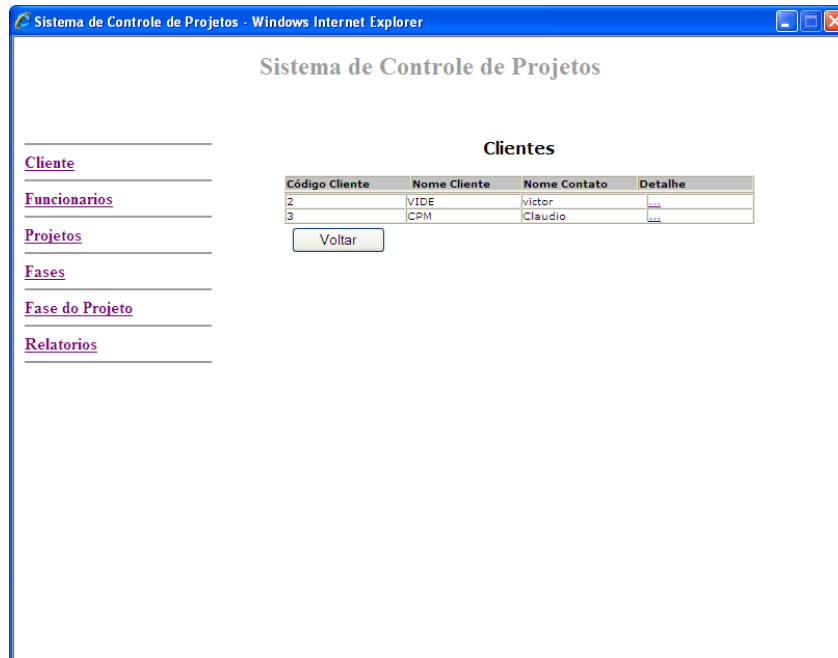 Sistema de Controle de Projetos - Windows Internet Explorer
Sistema de Controle de Projetos
Cliente
Funcionarios
Projetos
Fases
Fase do Projeto
Relatorios
Clientes
Código Cliente Nome Cliente Nome Contato Detalhe
2 VIDE victor ...
3 CPM Claudio ...
Voltar